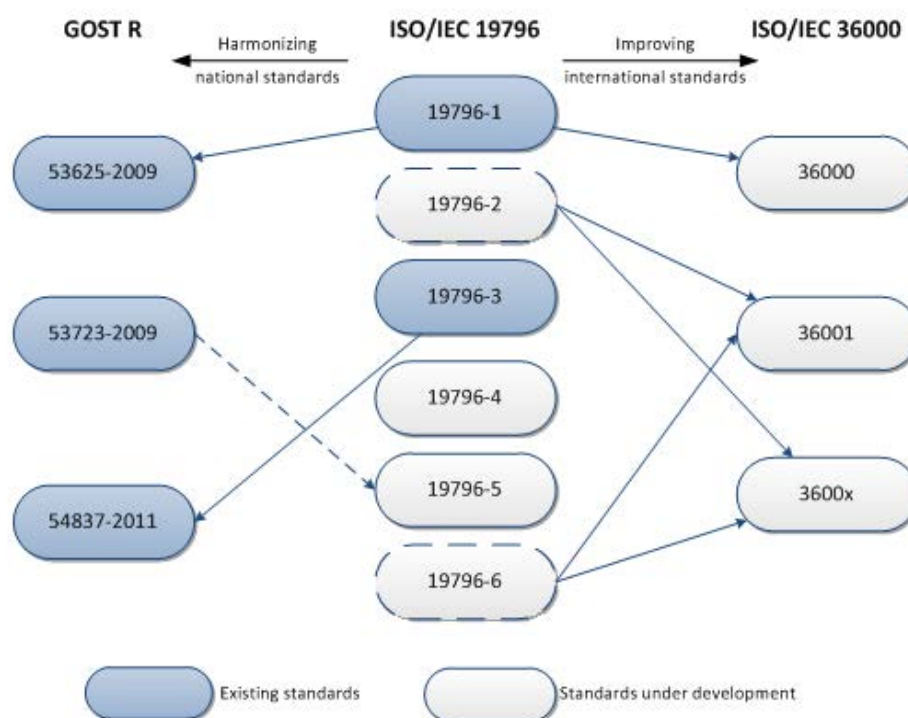 GOST R
ISO/IEC 19796
ISO/IEC 36000
Harmonizing
national standards
Improving
international standards
19796-1
53625-2009
36000
19796-2
19796-3
53723-2009
36001
19796-4
19796-5
3600x
54837-2011
19796-6
Existing standards
Standards under development